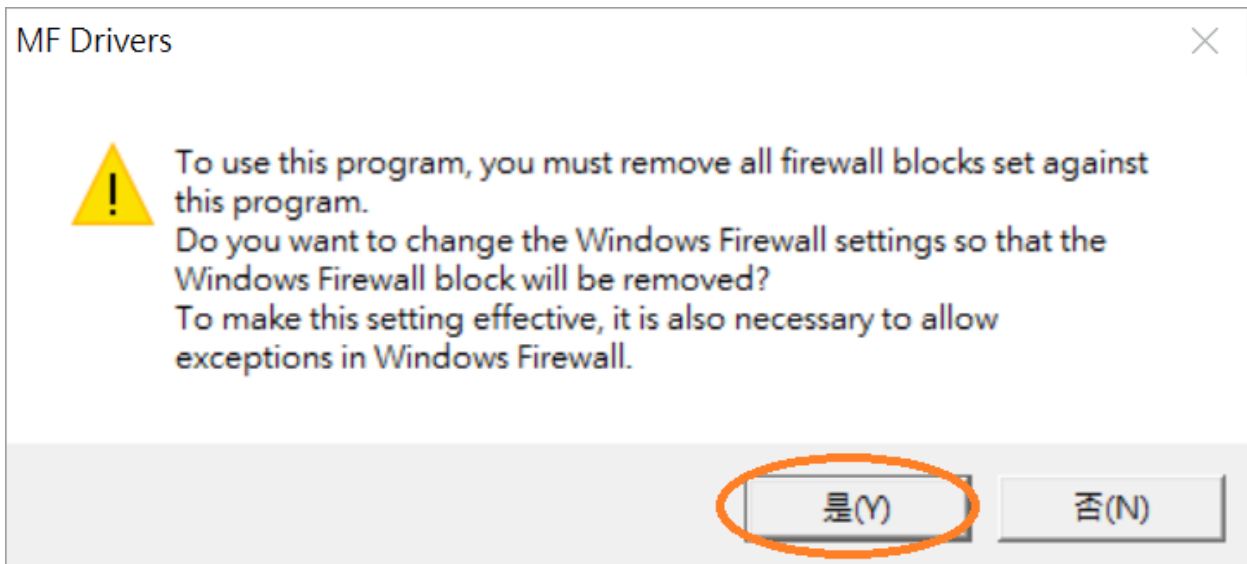 MF Drivers
To use this program, you must remove all firewall blocks set against
this program.
Do you want to change the Windows Firewall settings so that the
Windows Firewall block will be removed?
To make this setting effective, it is also necessary to allow
exceptions in Windows Firewall.
是(Y)
否(N)